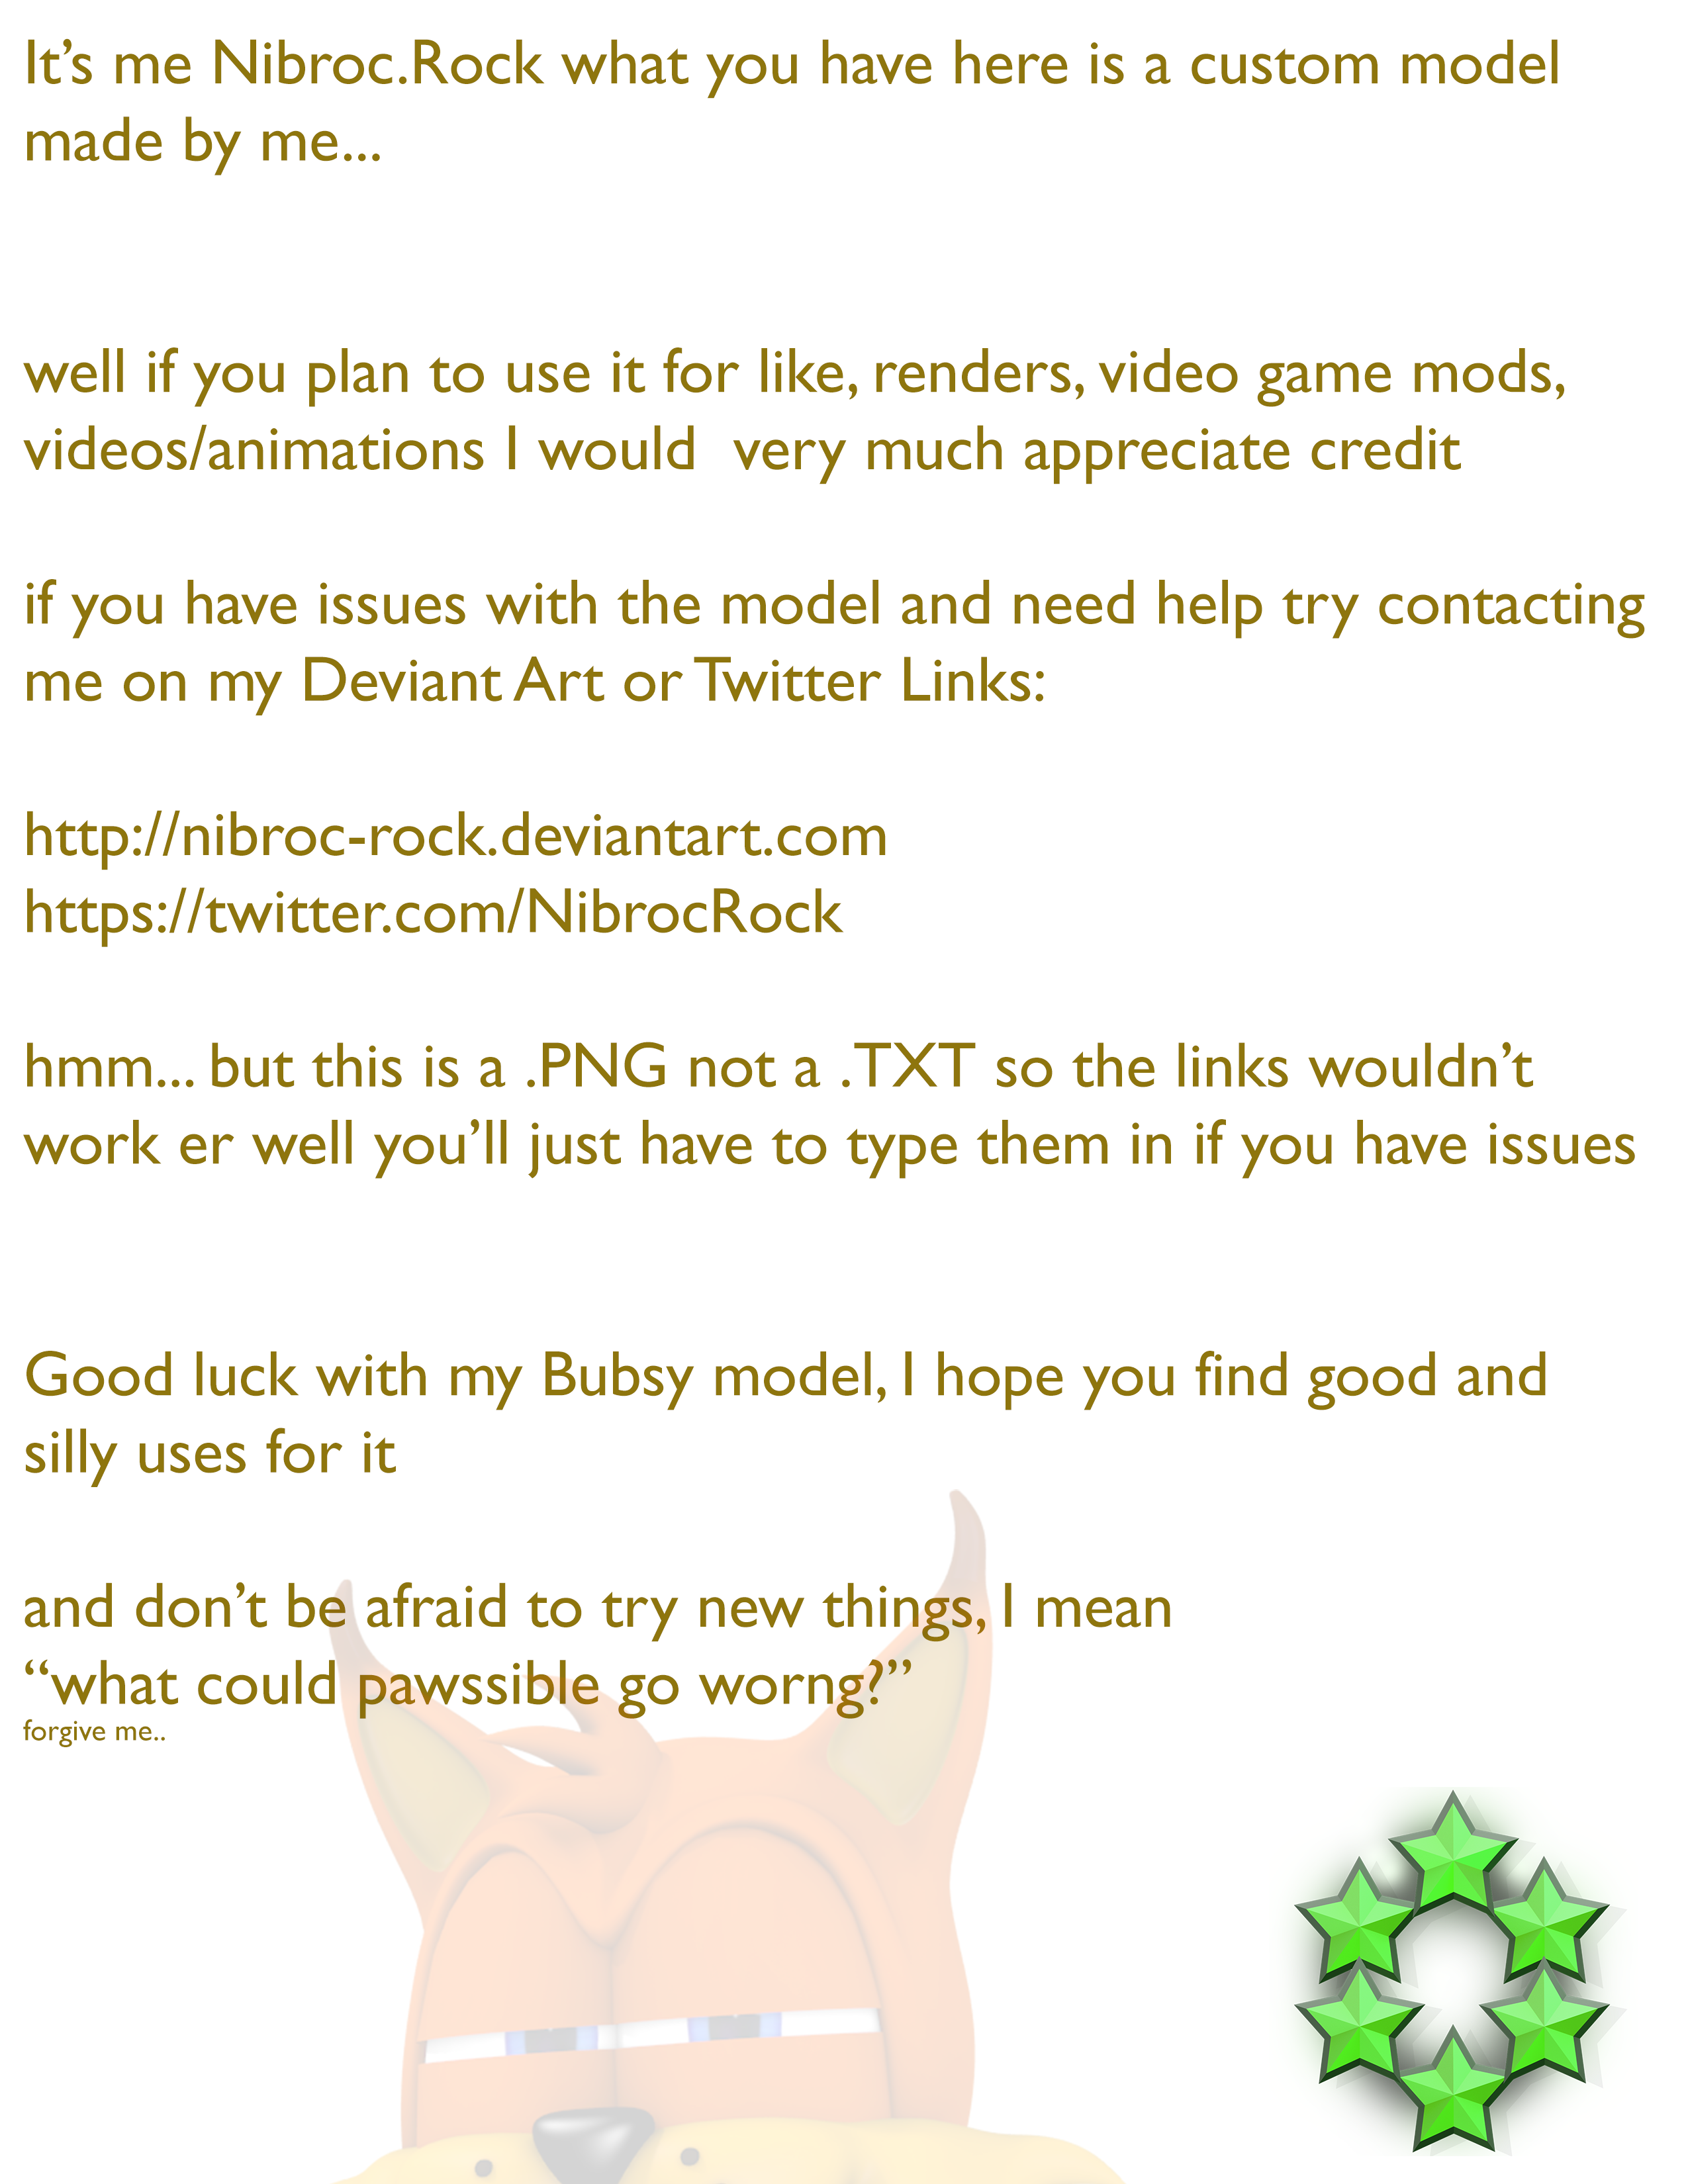 It’s me Nibroc.Rock what you have here is a custom model
made by me...
well if you plan to use it for like, renders, video game mods,
videos/animations I would  very much appreciate credit
if you have issues with the model and need help try contacting
me on my Deviant Art or Twitter Links:
http://nibroc-rock.deviantart.com
https://twitter.com/NibrocRock
hmm... but this is a .PNG not a .TXT so the links wouldn’t
work er well you’ll just have to type them in if you have issues
Good luck with my Bubsy model, I hope you find good and
silly uses for it
and don’t be afraid to try new things, I mean
“what could pawssible go worng?”
forgive me..